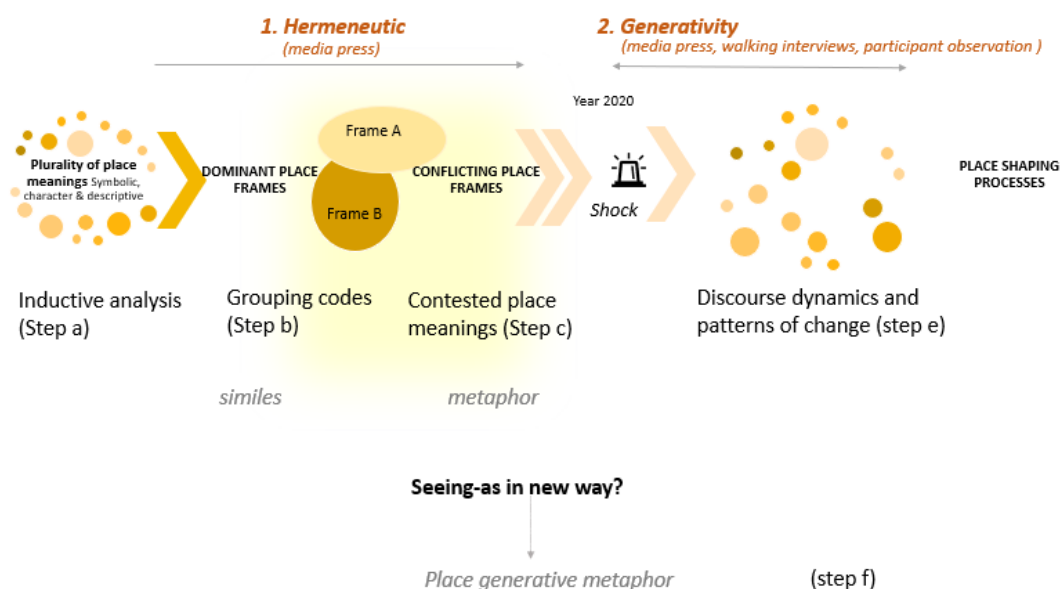 1. Hermeneutic
(media press)
2. Generativity
(media press, walking interviews, participant observation )
Year 2020
Frame A
Plurality of place
meanings Symbolic,
character & descriptive
DOMINANT PLACE
FRAMES
CONFLICTING PLACE
FRAMES
PLACE SHAPING
PROCESSES
Frame B
Shock
Inductive analysis
(Step a)
Grouping codes
(Step b)
Contested place
meanings (Step c)
Discourse dynamics and
patterns of change (step e)
similes
metaphor
Seeing-as in new way?
Place generative metaphor
(step f)